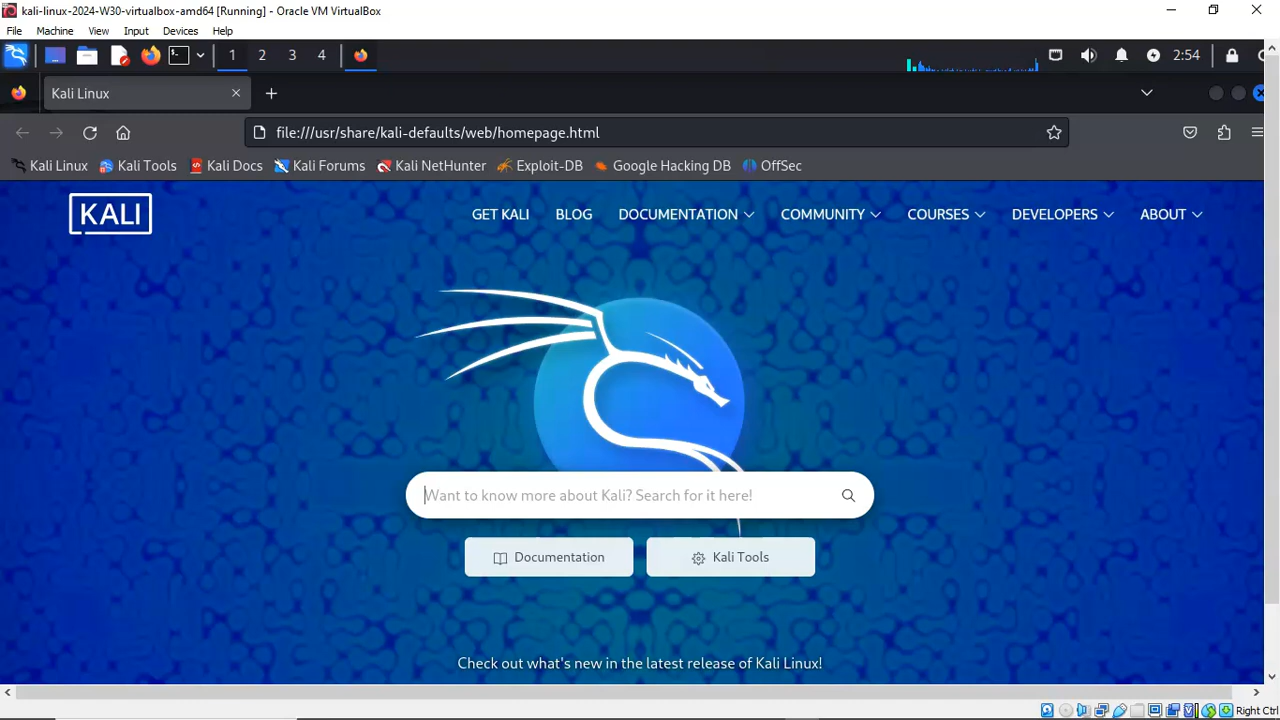 kali-linux-2024-W30-virtualbox-amd64 [Running] - Oracle VM VirtualBox
File Machine View Input Devices Help
1 2 3 4 2:54
Kali Linux
file:///usr/share/kali-defaults/web/homepage.html
Kali Linux Kali Tools Kali Docs Kali Forums Kali NetHunter Exploit-DB Google Hacking DB OffSec
KALI GET KALI BLOG DOCUMENTATION COMMUNITY COURSES DEVELOPERS ABOUT
Want to know more about Kali? Search for it here!
Documentation Kali Tools
Check out what's new in the latest release of Kali Linux!
Right Ctrl